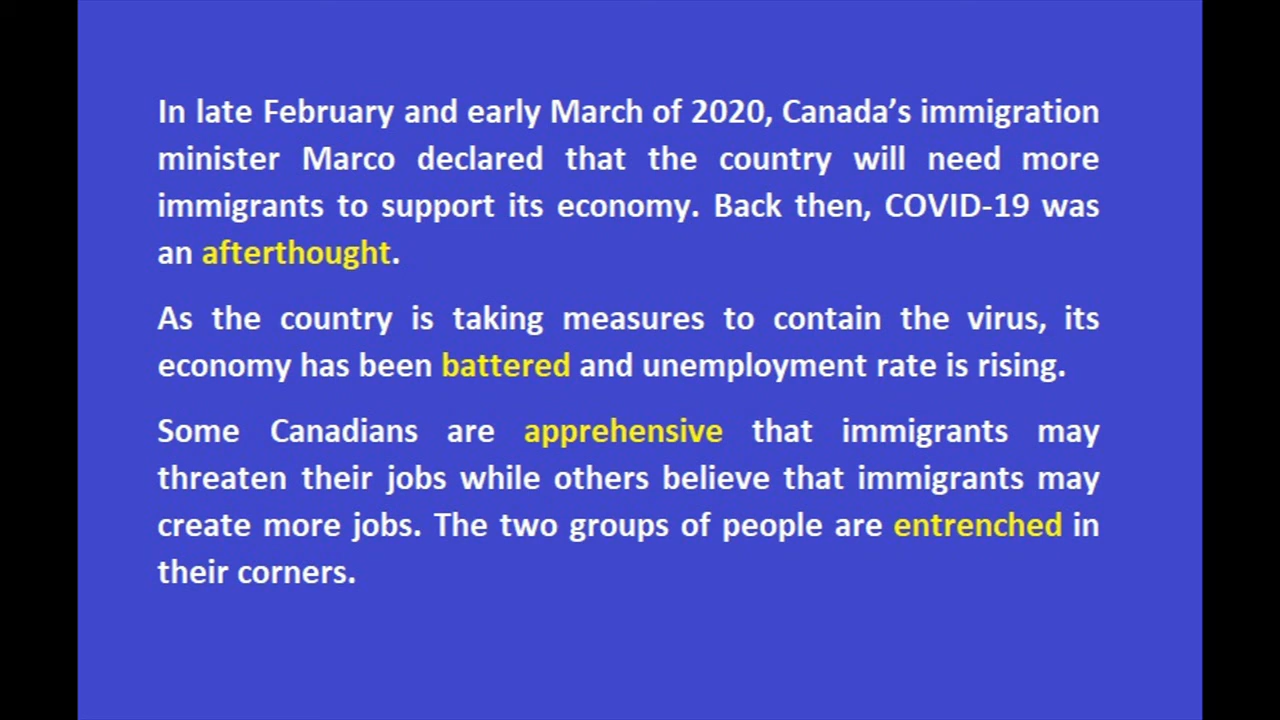 In late February and early March of 2020, Canada’s immigration
minister Marco declared that the country will need more
immigrants to support its economy. Back then, COVID-19 was
an afterthought.
As the country is taking measures to contain the virus, its
economy has been battered and unemployment rate is rising.
Some Canadians are apprehensive that immigrants may
threaten their jobs while others believe that immigrants may
create more jobs. The two groups of people are entrenched in
their corners.